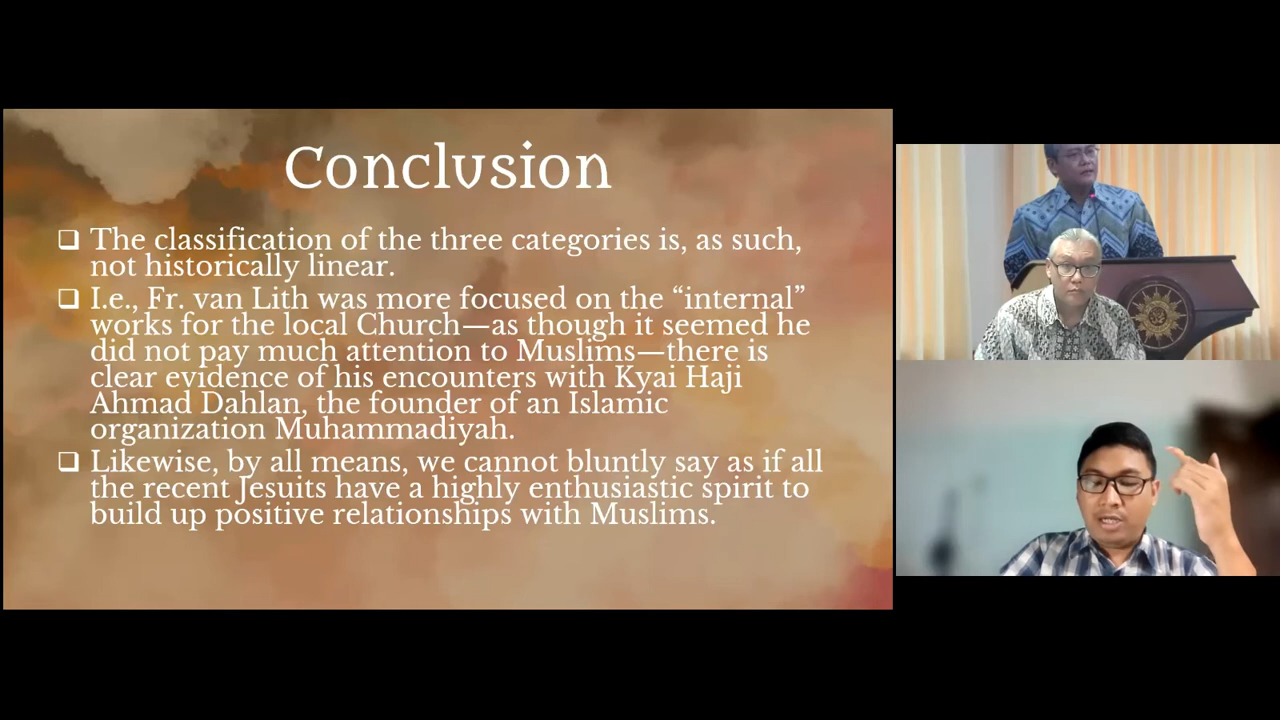 Conclusion
❑ The classification of the three categories is, as such,
not historically linear.
❑ I.e., Fr. van Lith was more focused on the “internal”
works for the local Church—as though it seemed he
did not pay much attention to Muslims—there is
clear evidence of his encounters with Kyai Haji
Ahmad Dahlan, the founder of an Islamic
organization Muhammadiyah.
❑ Likewise, by all means, we cannot bluntly say as if all
the recent Jesuits have a highly enthusiastic spirit to
build up positive relationships with Muslims.